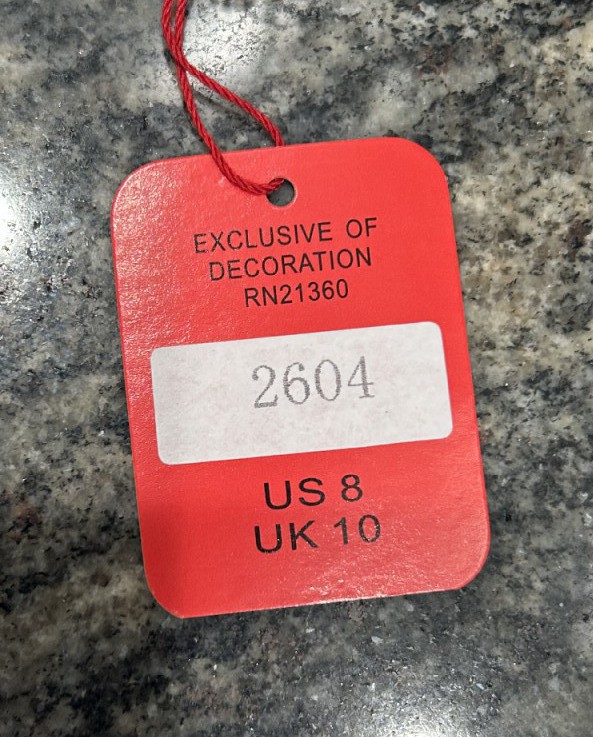 EXCLUSIVE OF
DECORATION
RN21360
2604
US 8
UK 10